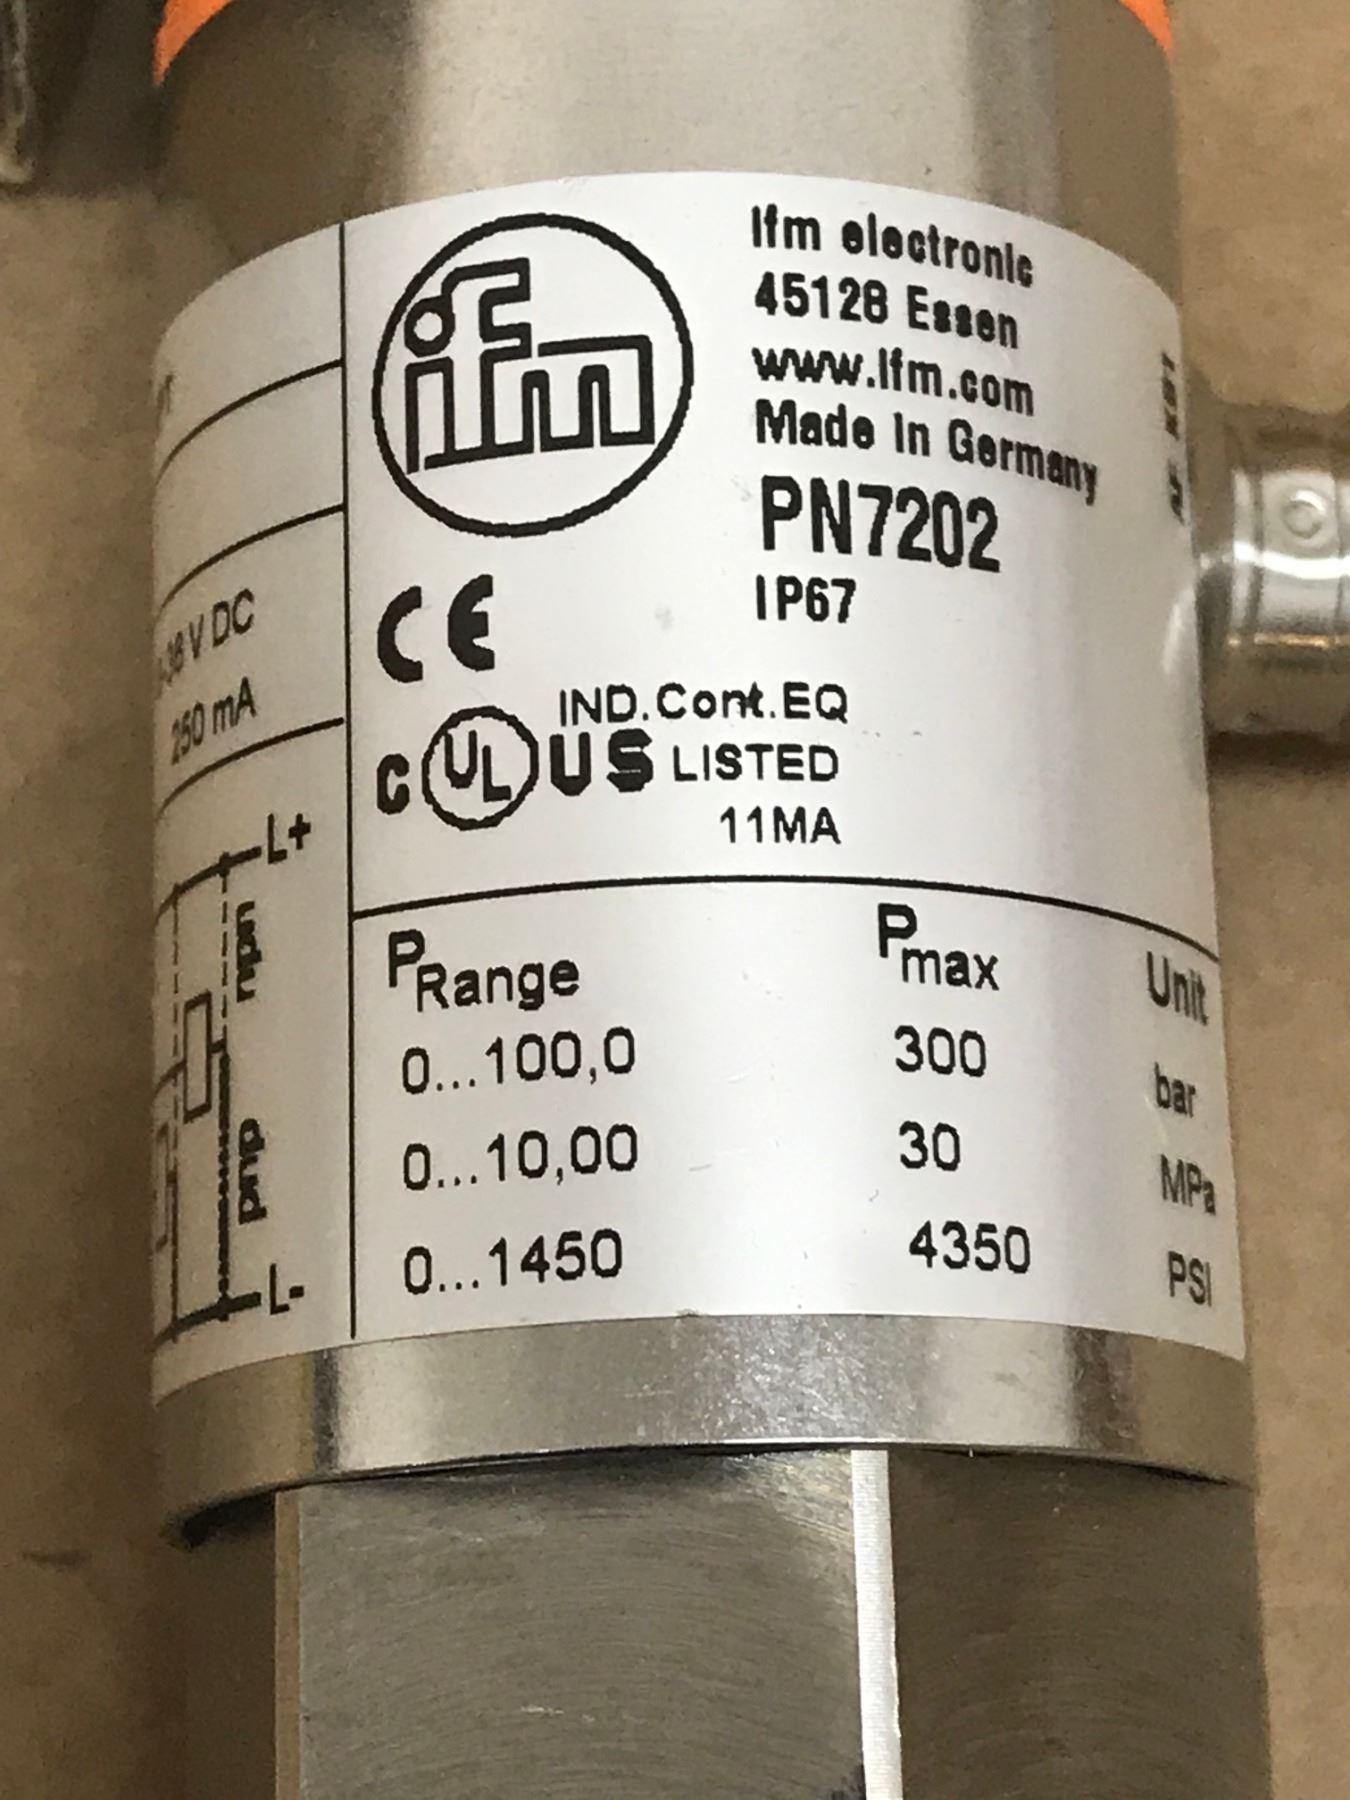 ifm
ifm electronic
45128 Essen
www.ifm.com
Made in Germany
PN7202
IP67
CE
IND.Cont.EQ
C UL US LISTED
11MA
PRange Pmax Unit
0...100,0 300 bar
0...10,00 30 MPa
0...1450 4350 PSI
V DC
250 mA
L+
npn
pnp
L-